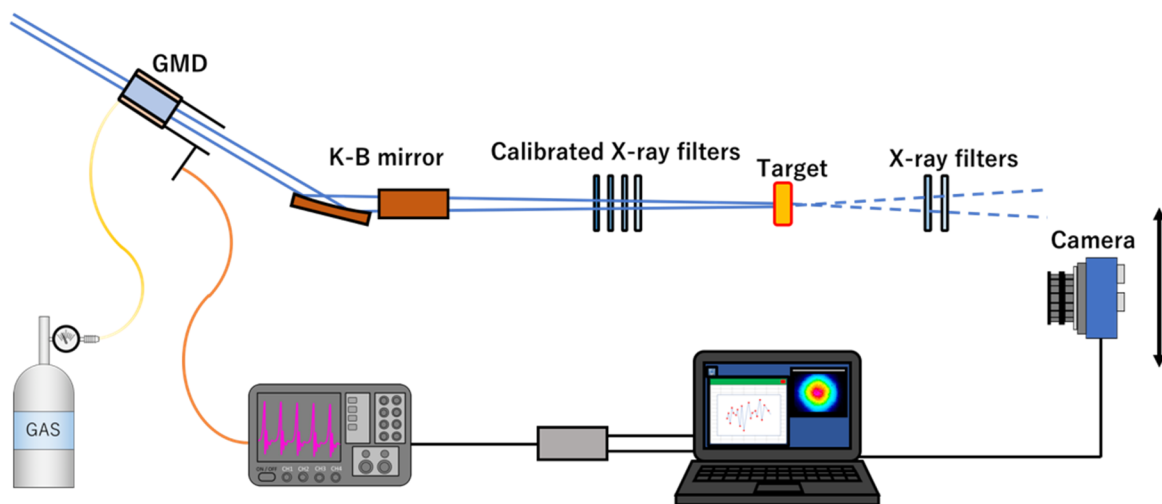 GMD
K-B mirror
Calibrated X-ray filters
Target
X-ray filters
Camera
GAS
ON / OFF
CH1 CH2 CH3 CH4